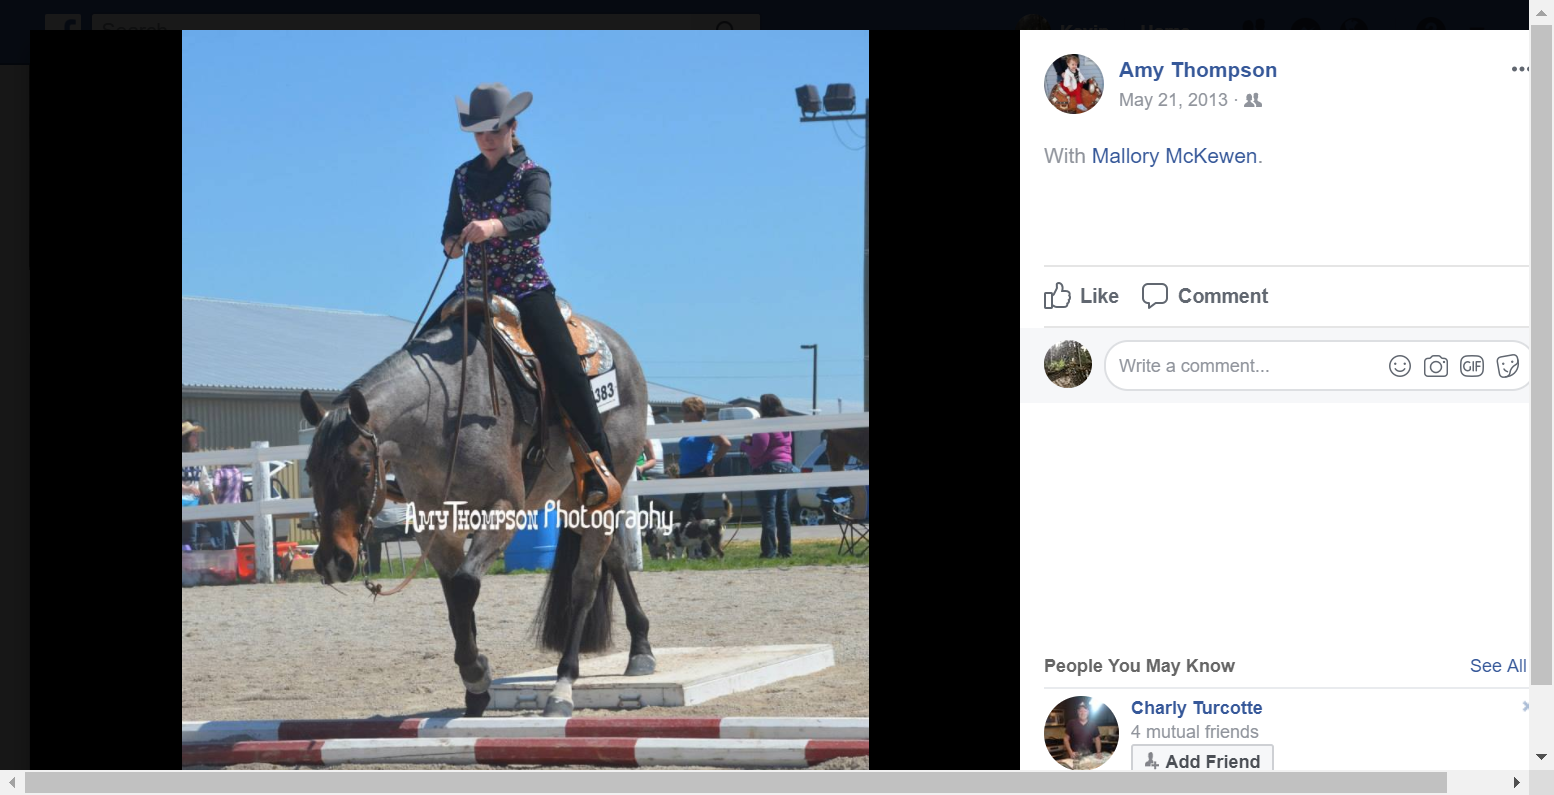 Search
Amy Thompson
May 21, 2013 ·
With Mallory McKewen.
Like
Comment
Write a comment...
GIF
383
AmyThompson Photography
People You May Know
See All
Charly Turcotte
4 mutual friends
Add Friend